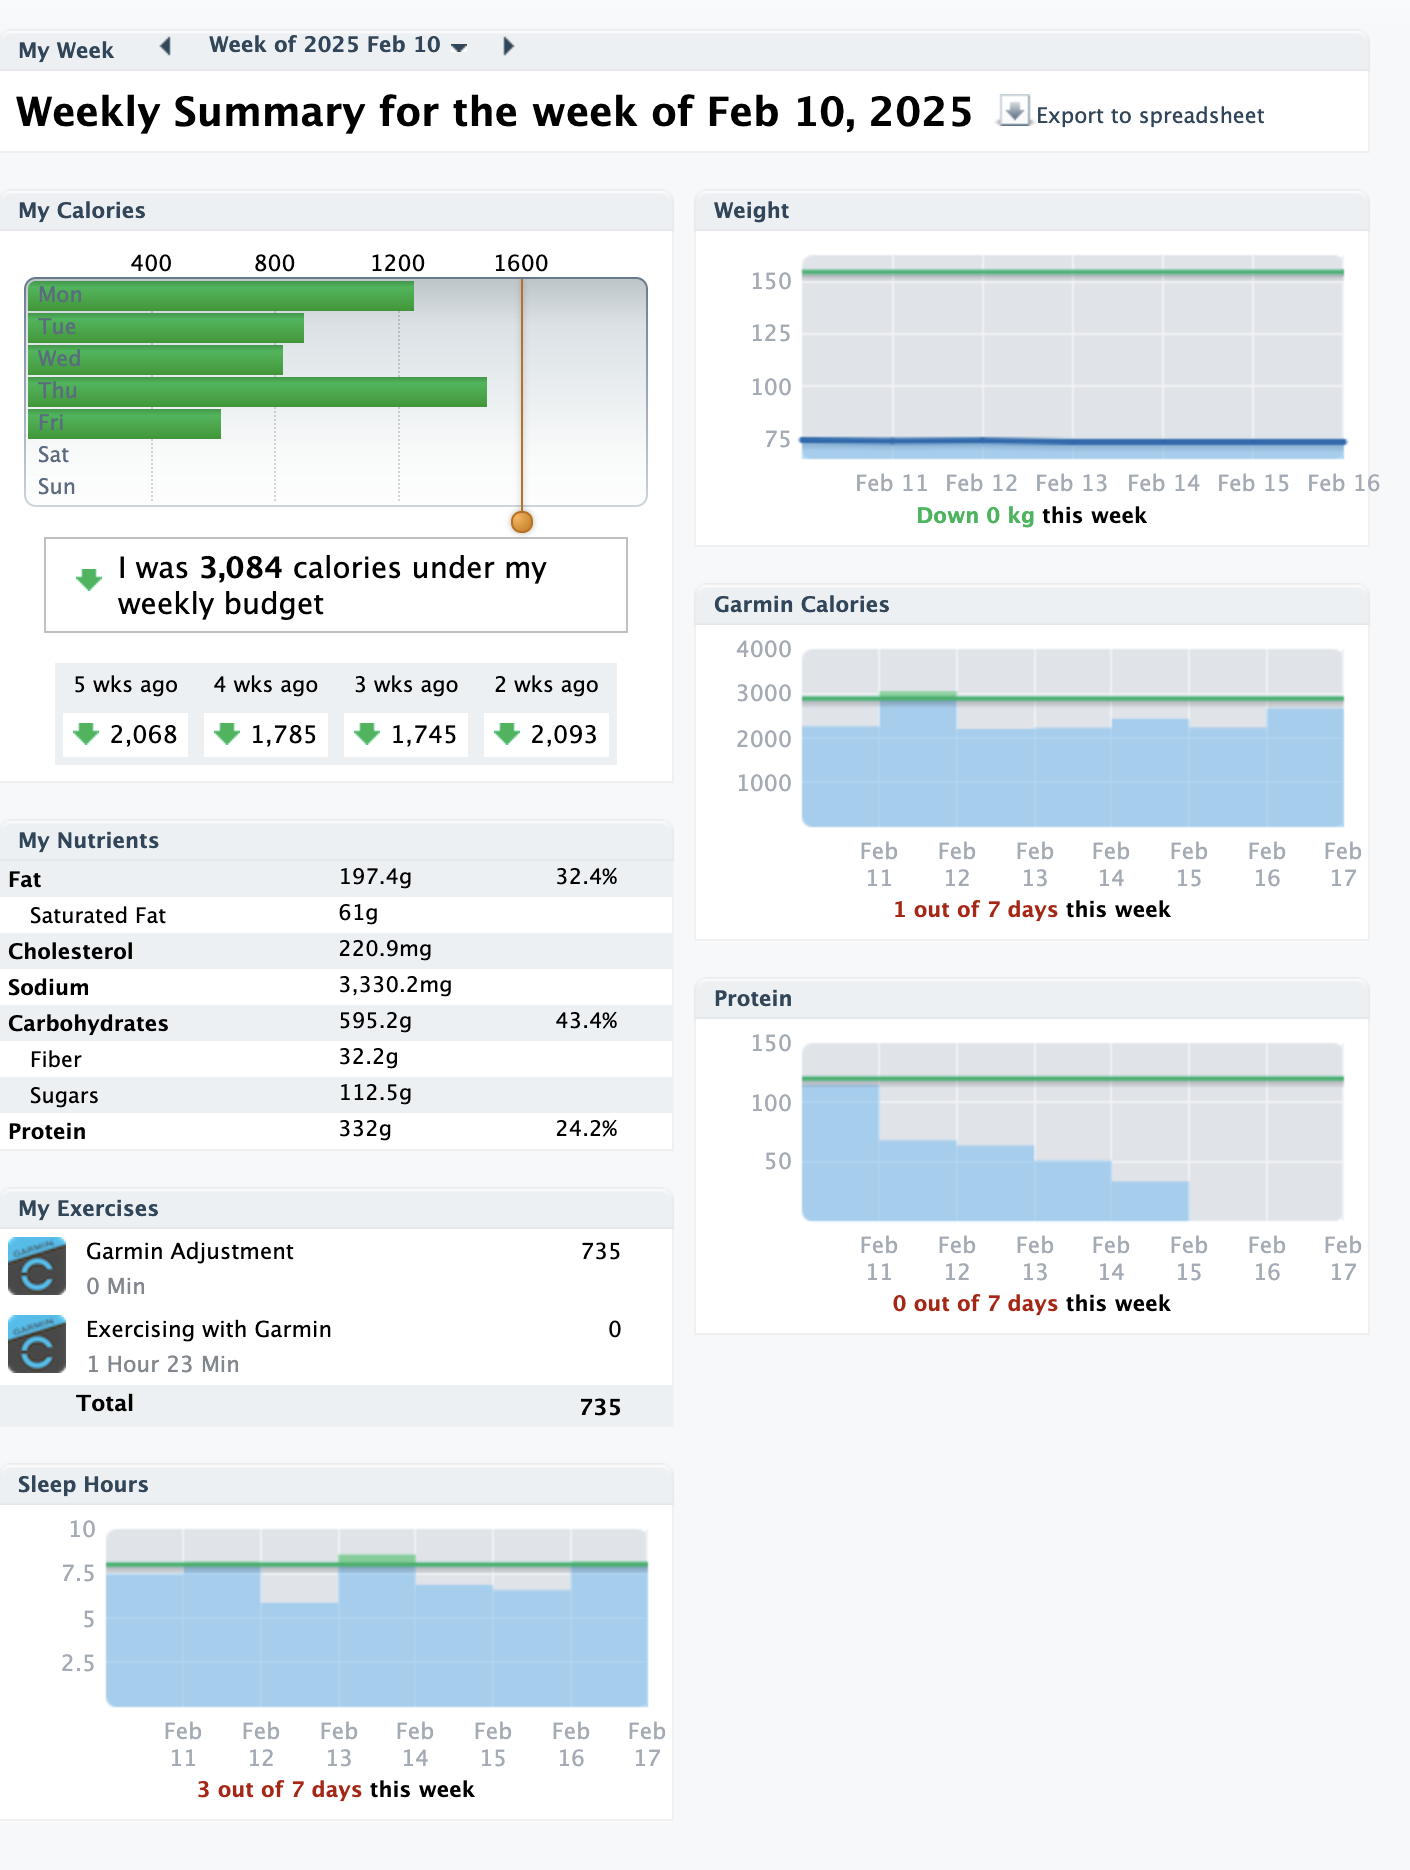 My Week
Week of 2025 Feb 10
Weekly Summary for the week of Feb 10, 2025
Export to spreadsheet
My Calories
400 800 1200 1600
Mon
Tue
Wed
Thu
Fri
Sat
Sun
I was 3,084 calories under my
weekly budget
5 wks ago 4 wks ago 3 wks ago 2 wks ago
2,068 1,785 1,745 2,093
My Nutrients
Fat 197.4g 32.4%
Saturated Fat 61g
Cholesterol 220.9mg
Sodium 3,330.2mg
Carbohydrates 595.2g 43.4%
Fiber 32.2g
Sugars 112.5g
Protein 332g 24.2%
My Exercises
GARMIN
Garmin Adjustment 735
0 Min
GARMIN
Exercising with Garmin 0
1 Hour 23 Min
Total 735
Sleep Hours
10
7.5
5
2.5
Feb Feb Feb Feb Feb Feb Feb
11 12 13 14 15 16 17
3 out of 7 days this week
Weight
150
125
100
75
Feb 11 Feb 12 Feb 13 Feb 14 Feb 15 Feb 16
Down 0 kg this week
Garmin Calories
4000
3000
2000
1000
Feb Feb Feb Feb Feb Feb Feb
11 12 13 14 15 16 17
1 out of 7 days this week
Protein
150
100
50
Feb Feb Feb Feb Feb Feb Feb
11 12 13 14 15 16 17
0 out of 7 days this week